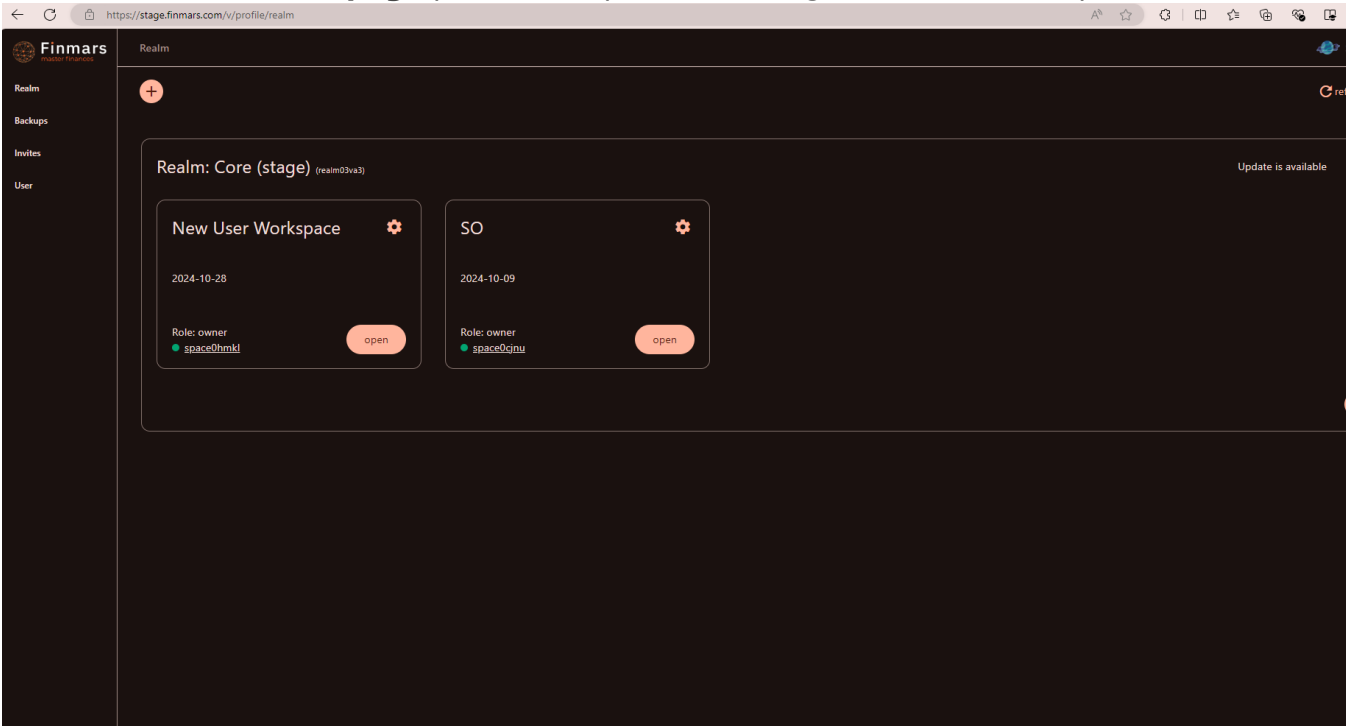 https://stage.finmars.com/v/profile/realm
Finmars
master finances
Realm
Realm
Backups
Invites
User
Realm: Core (stage) (realm03va3)
Update is available
New User Workspace
2024-10-28
Role: owner
space0hmkl
open
SO
2024-10-09
Role: owner
space0cjnu
open